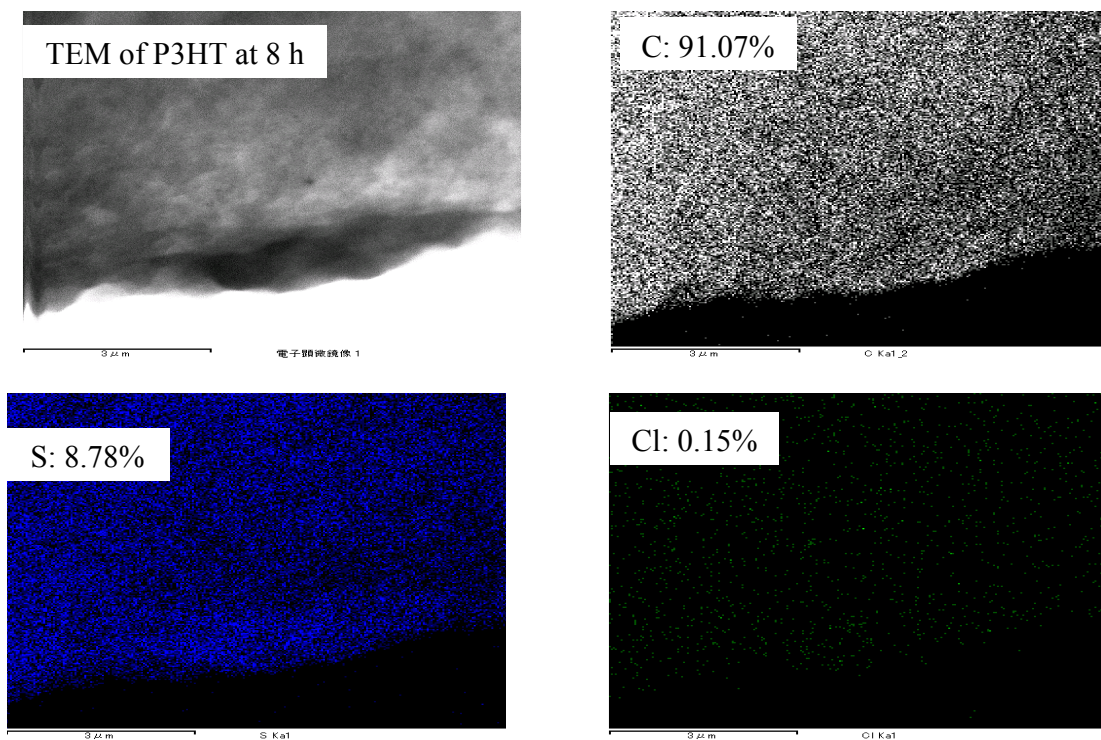 TEM of P3HT at 8 h
C: 91.07%
3 μm
電子顕微鏡像 1
3 μm
C Ka1_2
S: 8.78%
Cl: 0.15%
3 μm
S Ka1
3 μm
Cl Ka1